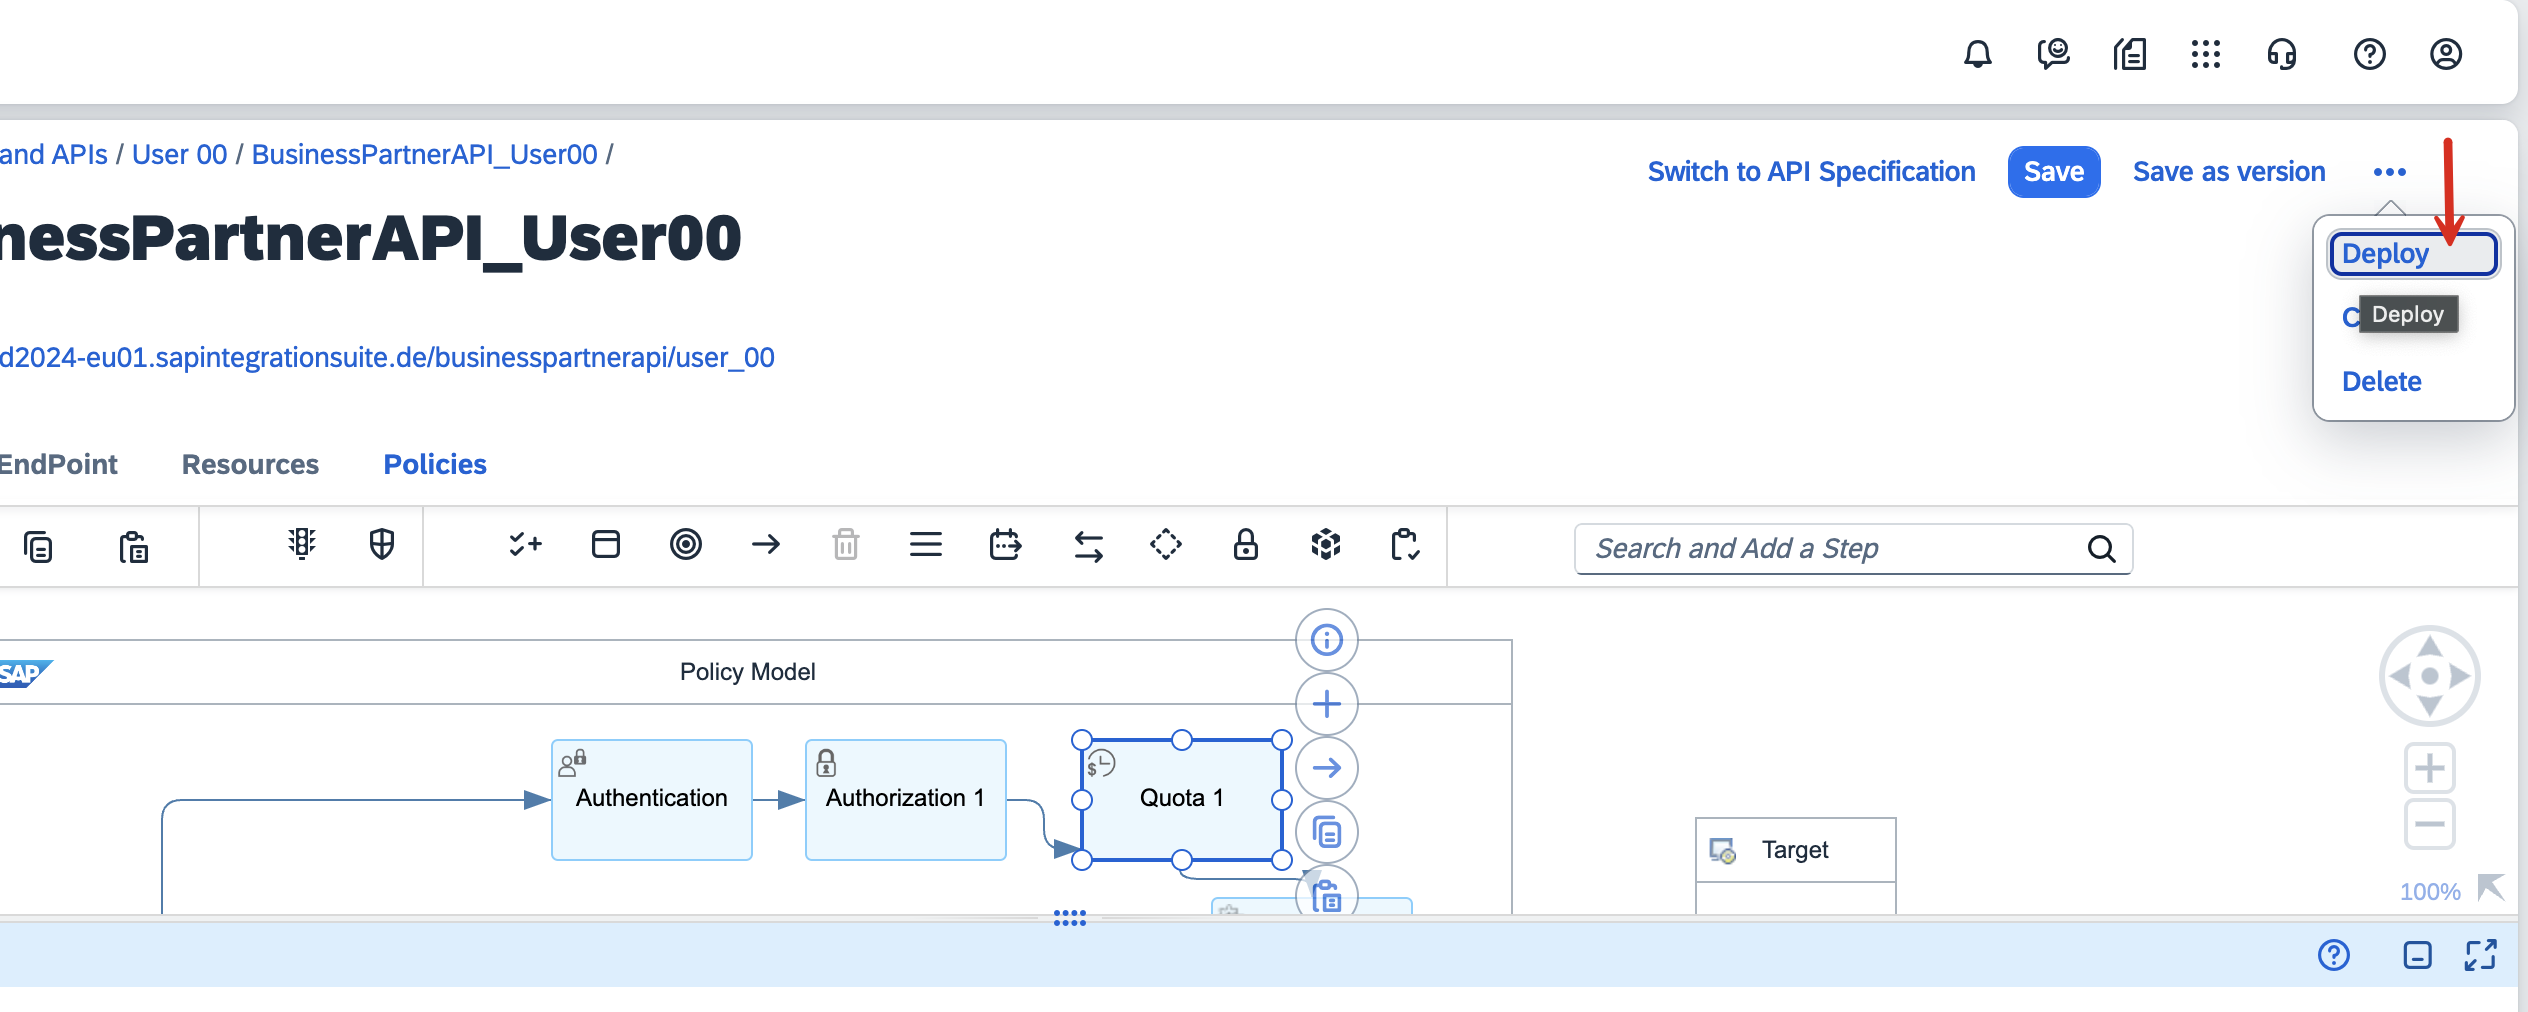 and APIs / User 00 / BusinessPartnerAPI_User00 /
Switch to API Specification
Save
Save as version
nessPartnerAPI_User00
Deploy
Deploy
Delete
d2024-eu01.sapintegrationsuite.de/businesspartnerapi/user_00
EndPoint
Resources
Policies
Search and Add a Step
SAP
Policy Model
Authentication
Authorization 1
$
Quota 1
Target
100%